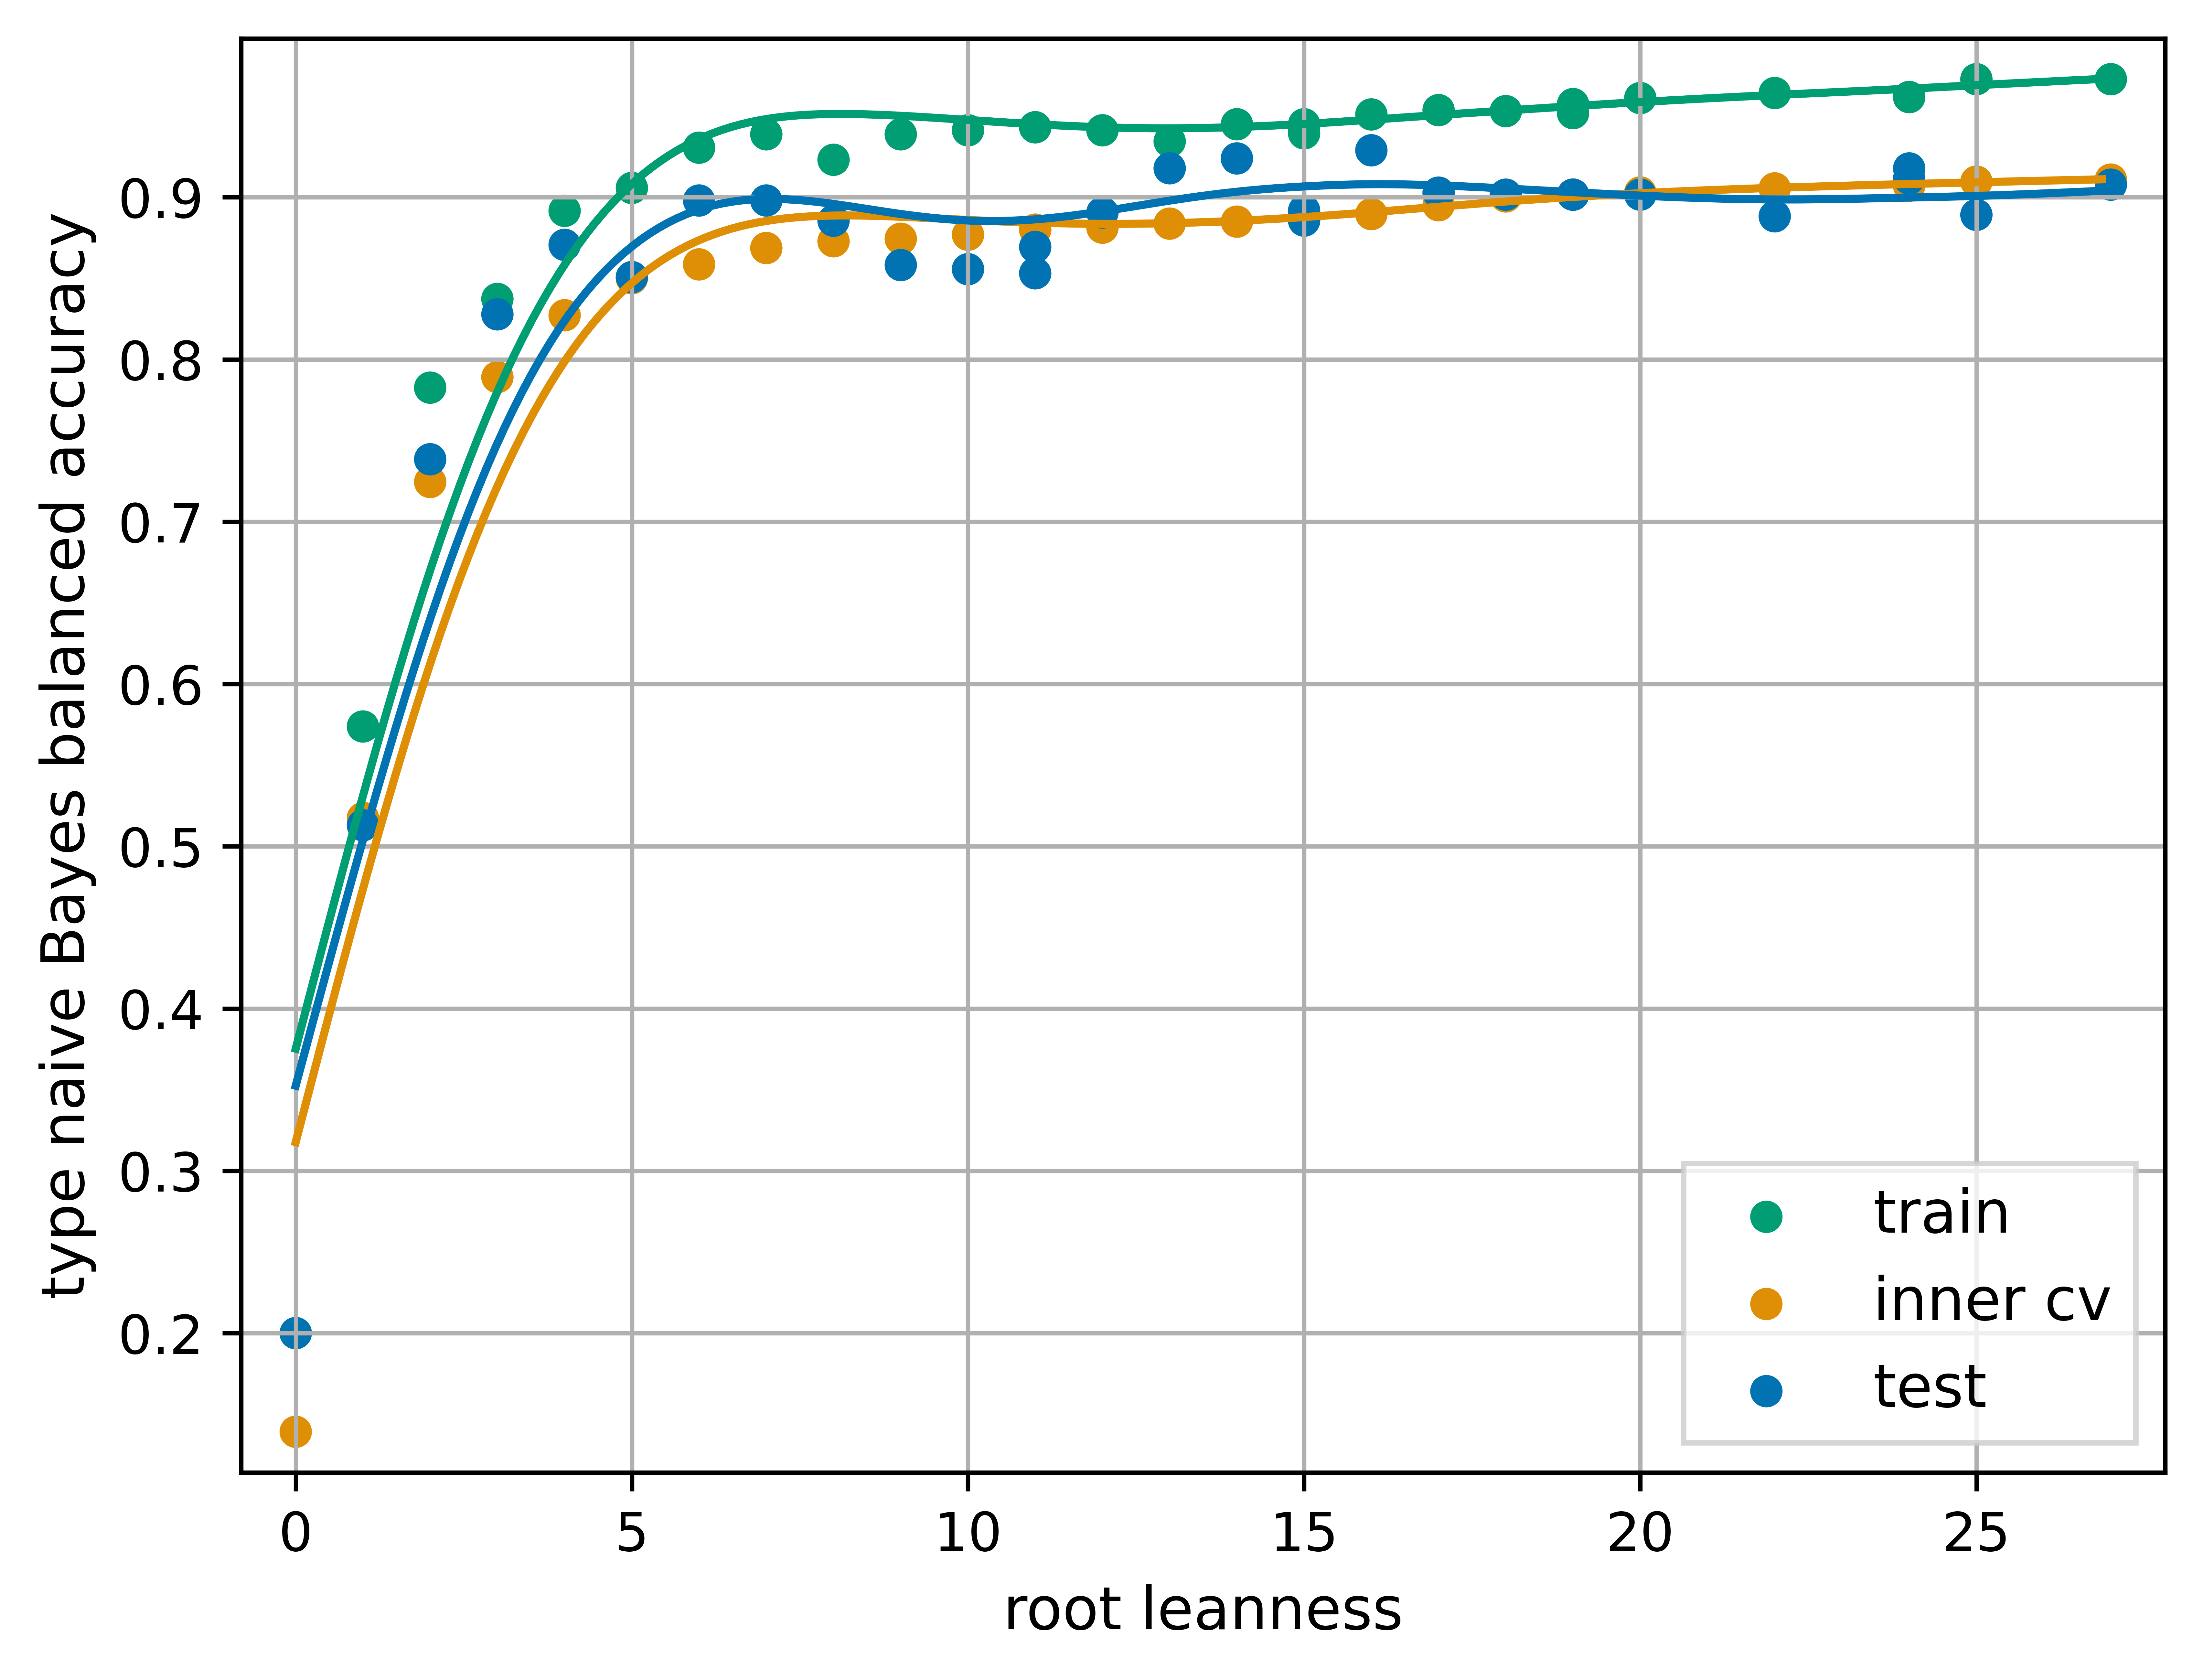 type naive Bayes balanced accuracy
0.9
0.8
0.7
0.6
0.5
0.4
0.3
0.2
train
inner cv
test
0 5 10 15 20 25
root leanness